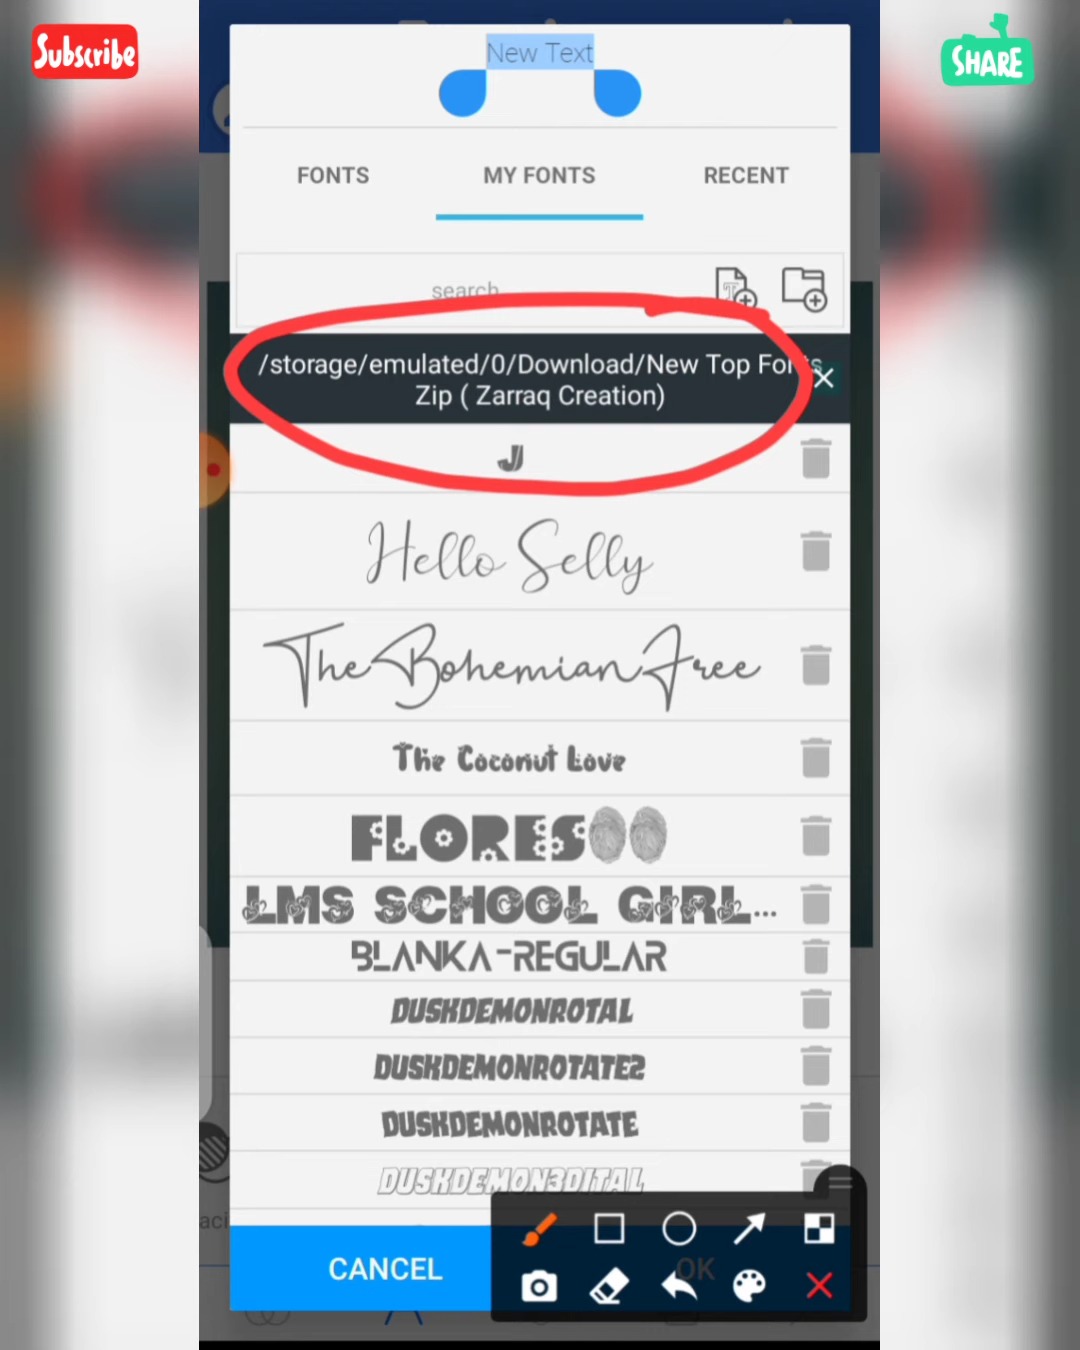 Subscribe
SHARE
New Text
FONTS
MY FONTS
RECENT
search
/storage/emulated/0/Download/New Top Fonts
Zip ( Zarraq Creation)
J
Hello Selly
The Bohemian Free
The Coconut Love
FLORES
LMS SCHOOL GIRL...
BLANKA-REGULAR
DUSKDEMONROTAL
DUSKDEMONROTATE2
DUSKDEMONROTATE
DUSKDEMON3DITAL
CANCEL
OK